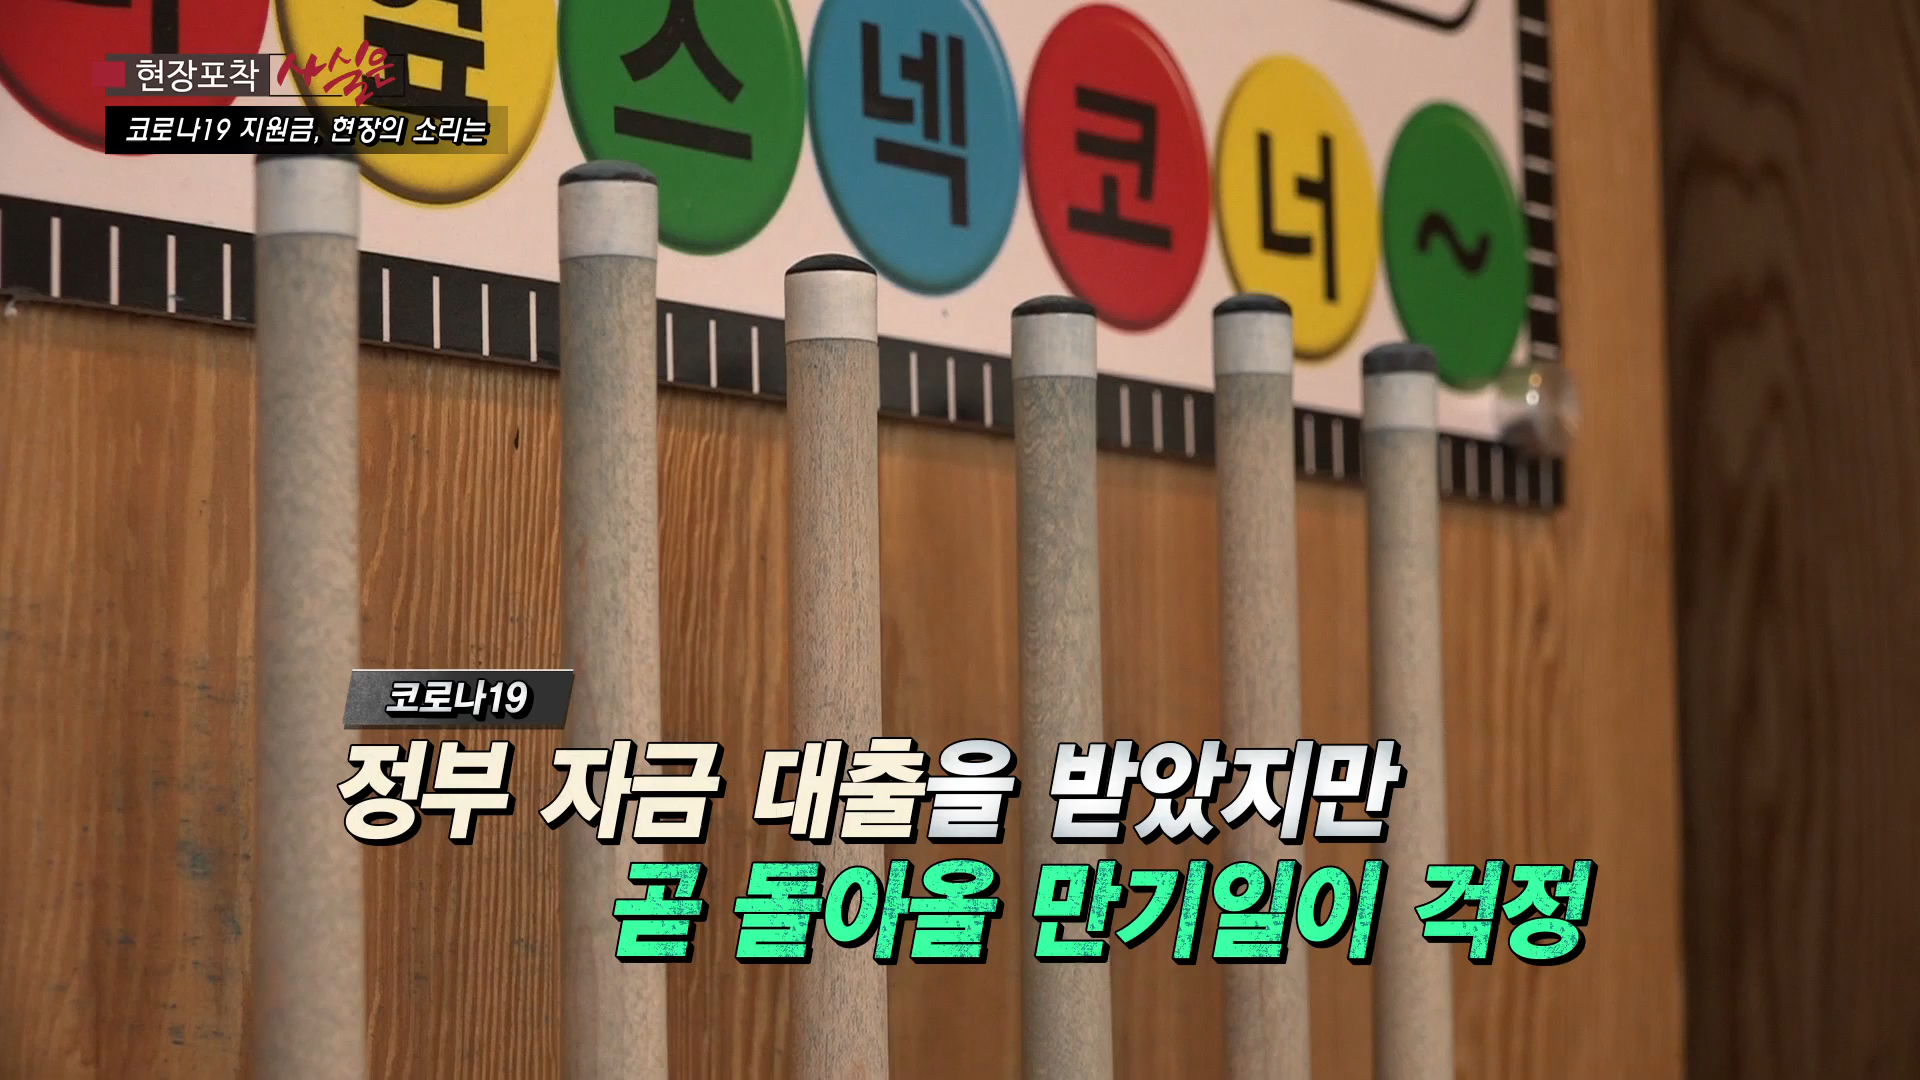 현장포착 사실은
코로나19 지원금, 현장의 소리는
스넥코너~
코로나19
정부 자금 대출을 받았지만
곧 돌아올 만기일이 걱정